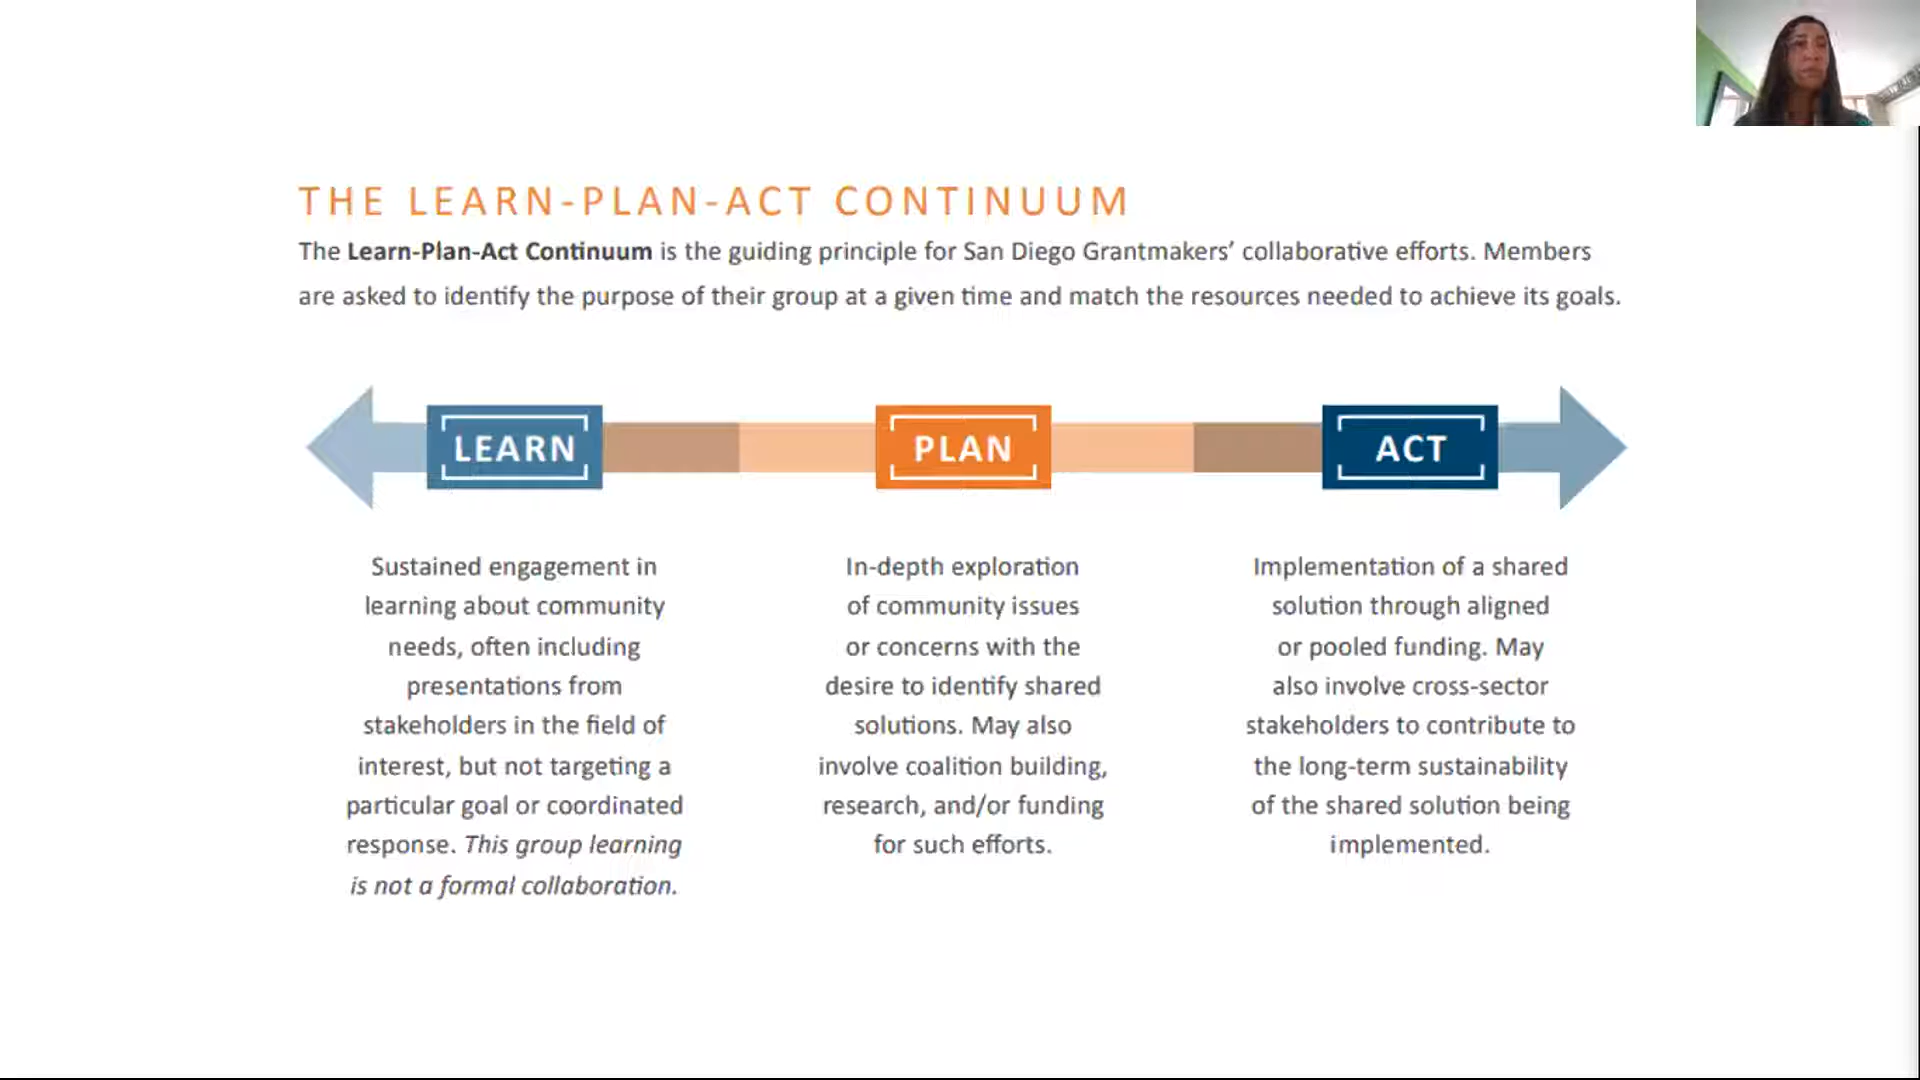 THE LEARN-PLAN-ACT CONTINUUM
The Learn-Plan-Act Continuum is the guiding principle for San Diego Grantmakers’ collaborative efforts. Members
are asked to identify the purpose of their group at a given time and match the resources needed to achieve its goals.
LEARN
PLAN
ACT
Sustained engagement in
learning about community
needs, often including
presentations from
stakeholders in the field of
interest, but not targeting a
particular goal or coordinated
response. This group learning
is not a formal collaboration.
In-depth exploration
of community issues
or concerns with the
desire to identify shared
solutions. May also
involve coalition building,
research, and/or funding
for such efforts.
Implementation of a shared
solution through aligned
or pooled funding. May
also involve cross-sector
stakeholders to contribute to
the long-term sustainability
of the shared solution being
implemented.